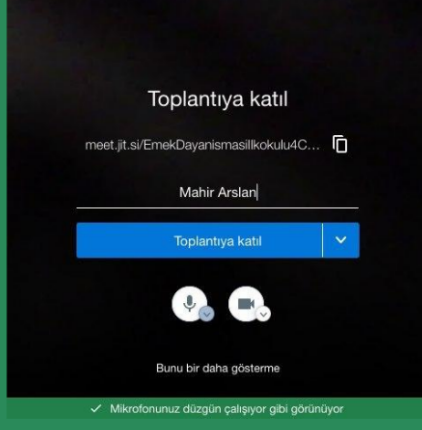 Toplantıya katıl
meet.jit.si/EmekDayanismasiIlkokulu4C...
Mahir Arslan
Toplantıya katıl
Bunu bir daha gösterme
Mikrofonunuz düzgün çalışıyor gibi görünüyor